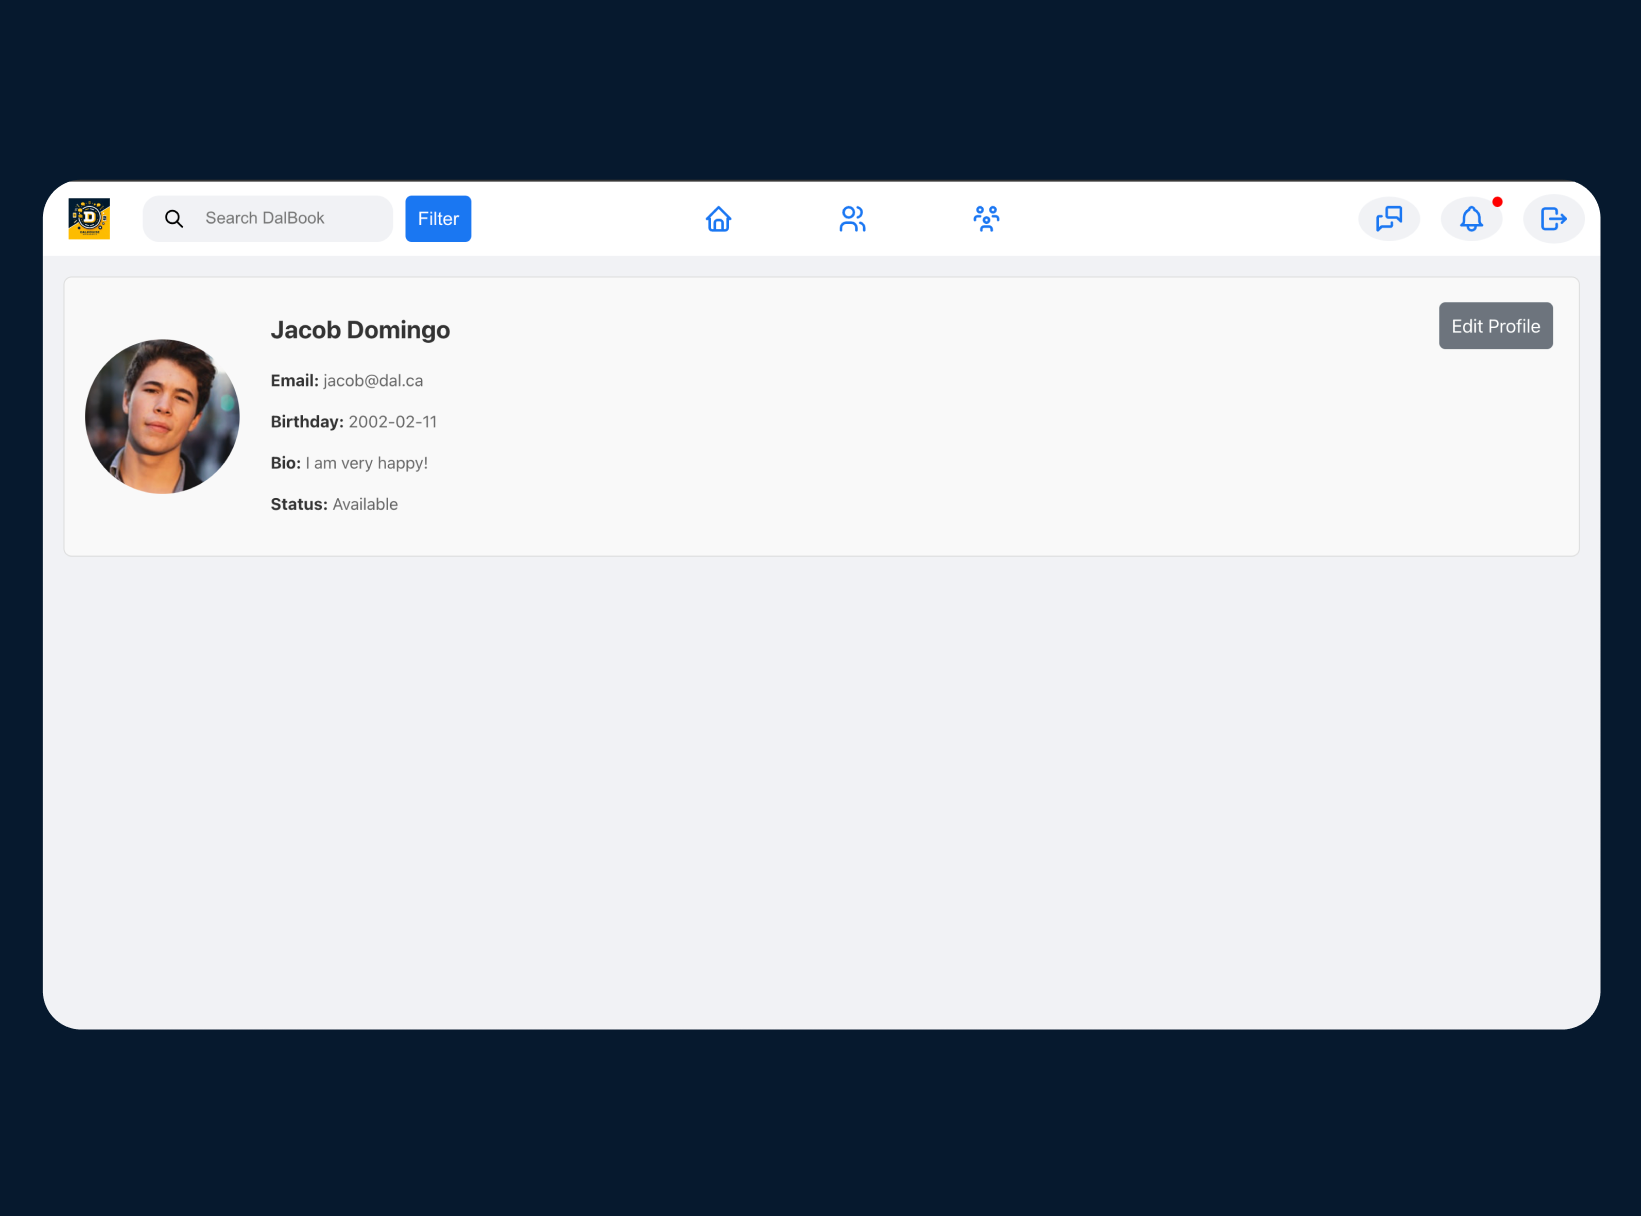 D
Search DalBook
Filter
Jacob Domingo
Edit Profile
Email: jacob@dal.ca
Birthday: 2002-02-11
Bio: I am very happy!
Status: Available